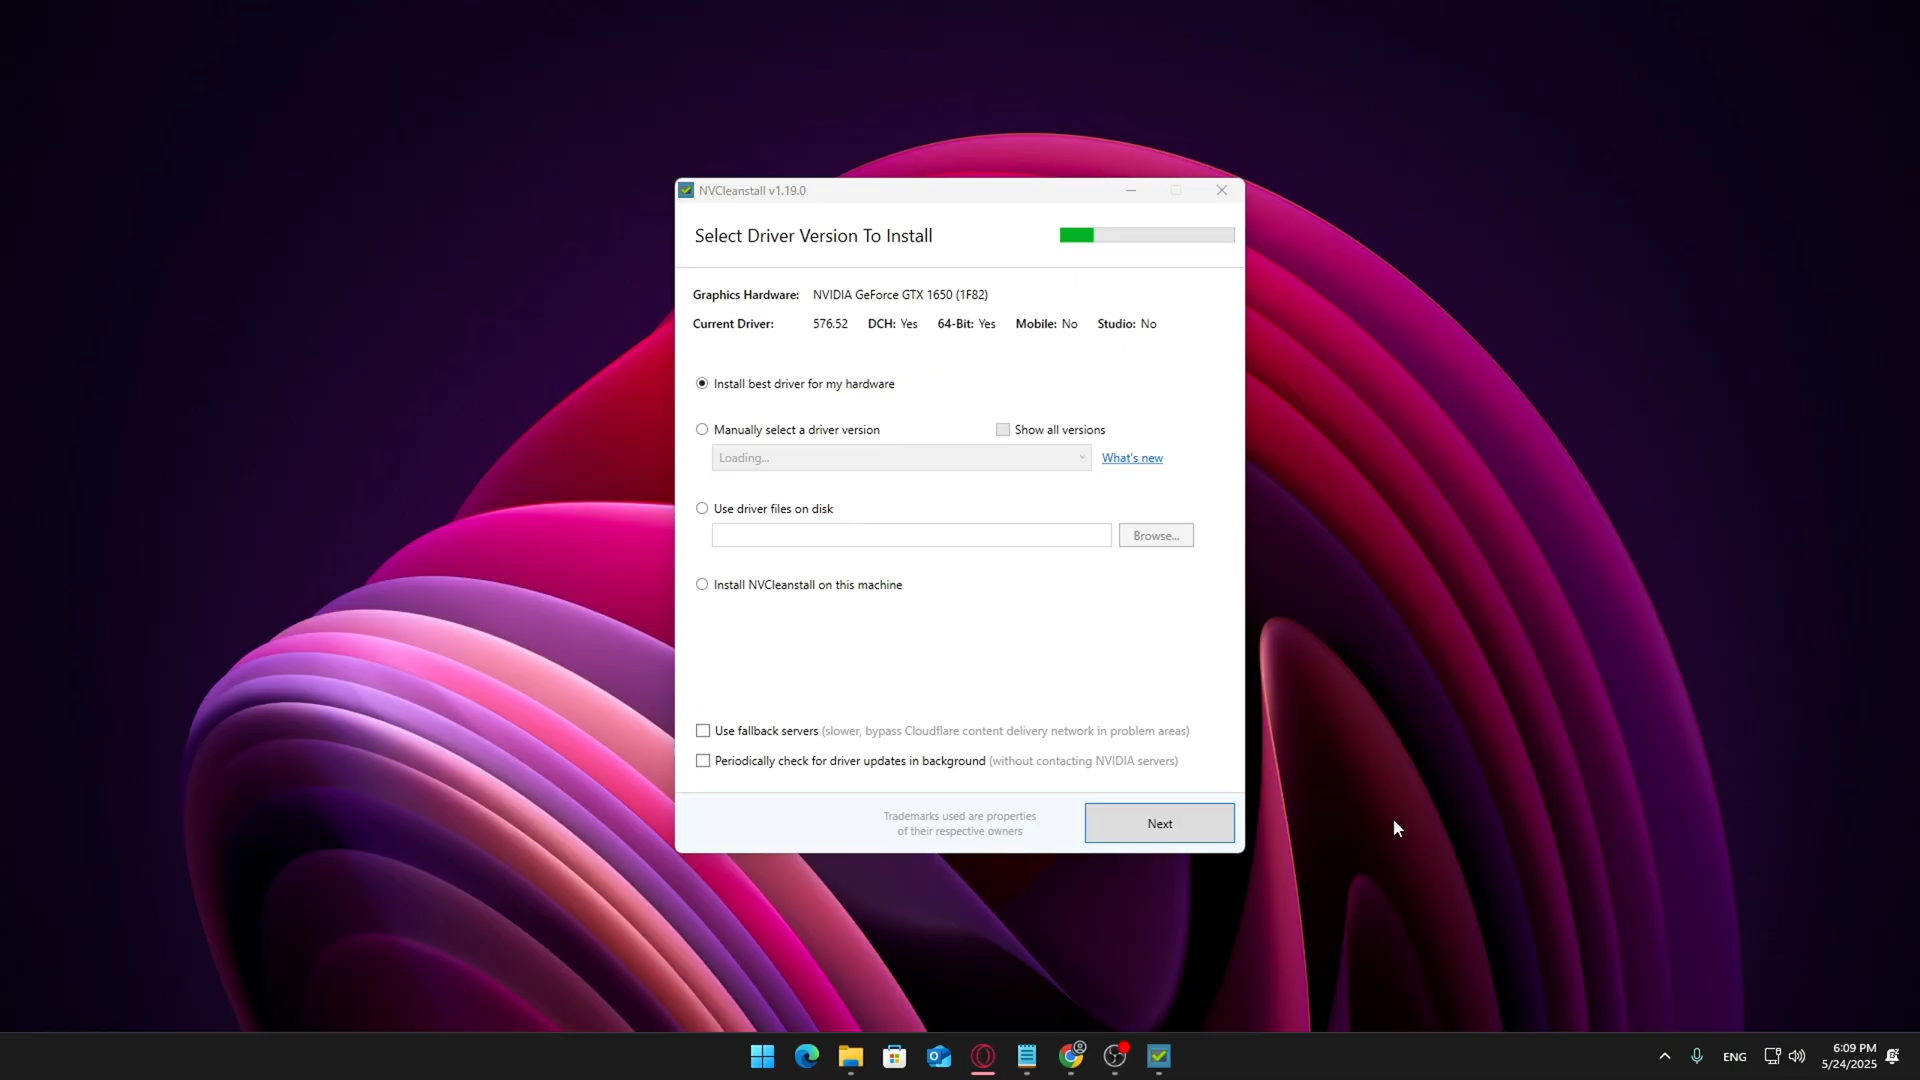 NVCleanstall v1.19.0
Select Driver Version To Install
Graphics Hardware: NVIDIA GeForce GTX 1650 (1F82)
Current Driver: 576.52 DCH: Yes 64-Bit: Yes Mobile: No Studio: No
Install best driver for my hardware
Manually select a driver version Show all versions
Loading... What's new
Use driver files on disk
Browse...
Install NVCleanstall on this machine
Use fallback servers (slower, bypass Cloudflare content delivery network in problem areas)
Periodically check for driver updates in background (without contacting NVIDIA servers)
Trademarks used are properties
of their respective owners
Next
ENG
6:09 PM
5/24/2025